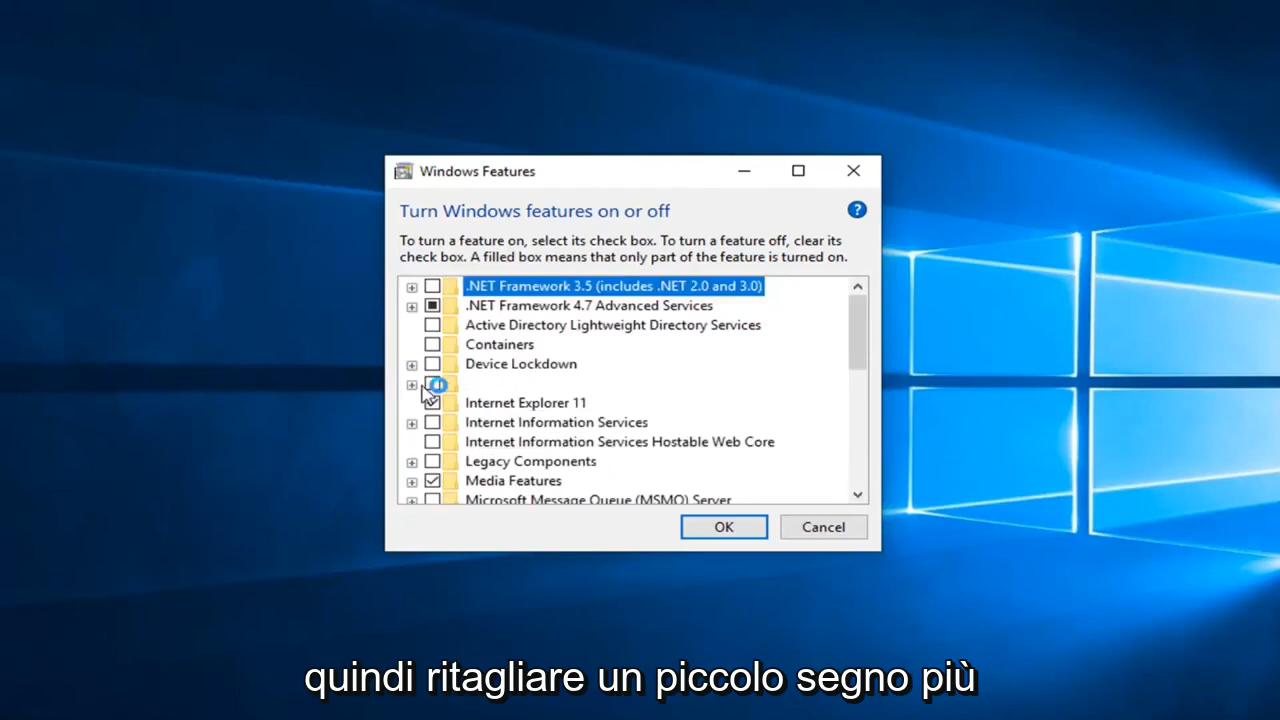 Windows Features
Turn Windows features on or off
?
To turn a feature on, select its check box. To turn a feature off, clear its
check box. A filled box means that only part of the feature is turned on.
.NET Framework 3.5 (includes .NET 2.0 and 3.0)
.NET Framework 4.7 Advanced Services
Active Directory Lightweight Directory Services
Containers
Device Lockdown
Internet Explorer 11
Internet Information Services
Internet Information Services Hostable Web Core
Legacy Components
Media Features
Microsoft Message Queue (MSMQ) Server
OK
Cancel
quindi ritagliare un piccolo segno più